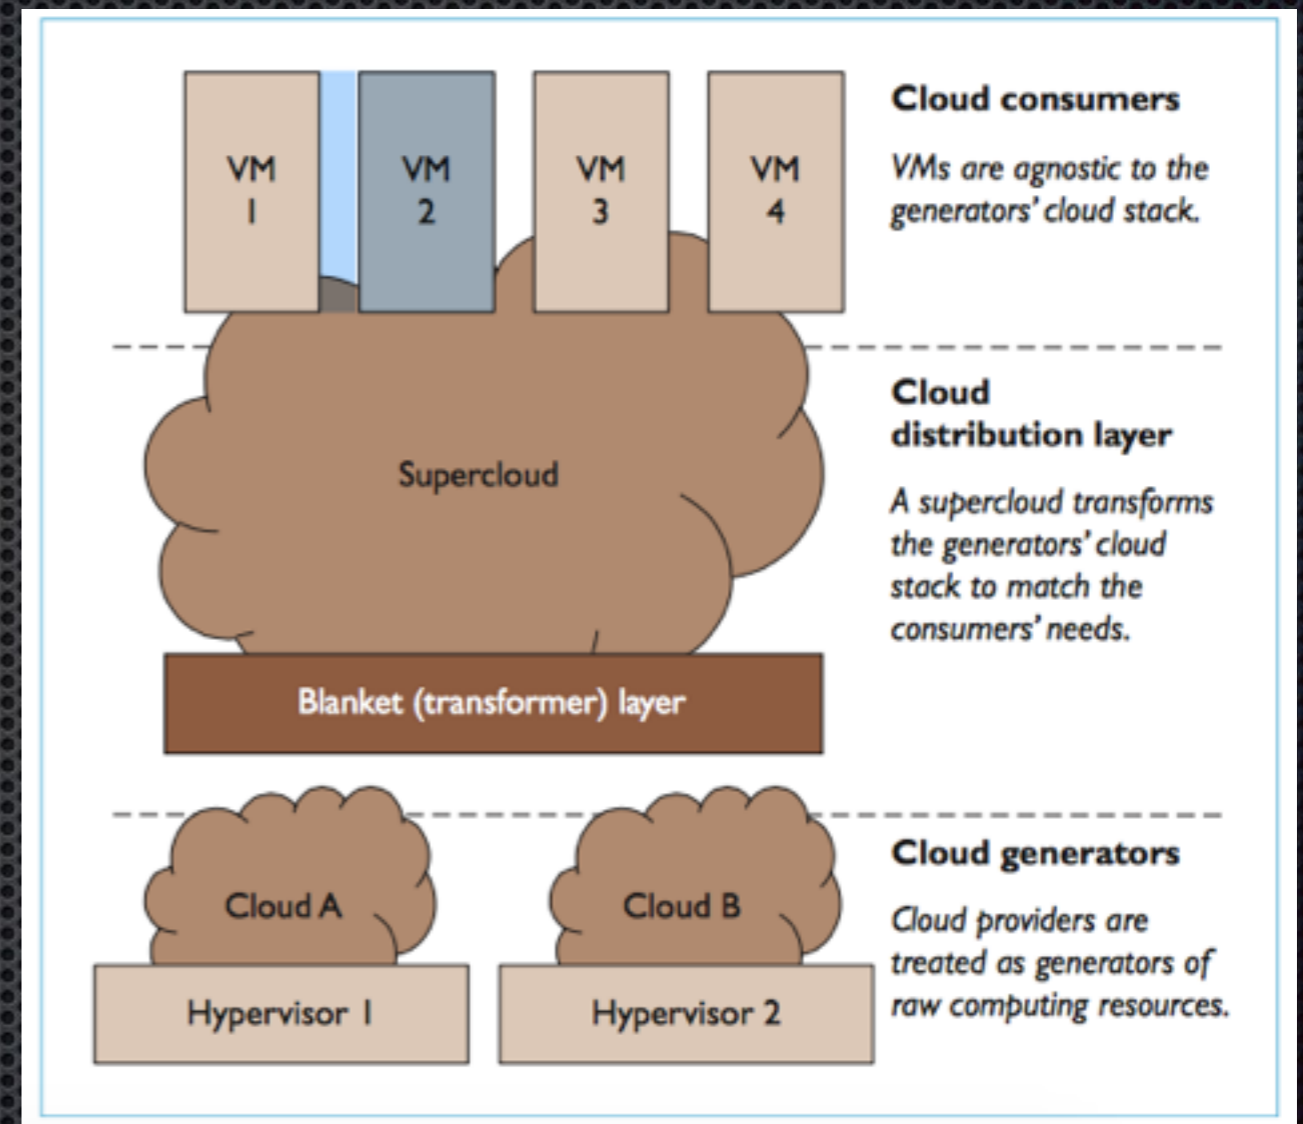 VM
1
VM
2
VM
3
VM
4
Cloud consumers
VMs are agnostic to the
generators' cloud stack.
Supercloud
Cloud
distribution layer
A supercloud transforms
the generators' cloud
stack to match the
consumers' needs.
Blanket (transformer) layer
Cloud A
Cloud B
Cloud generators
Cloud providers are
treated as generators of
raw computing resources.
Hypervisor 1
Hypervisor 2